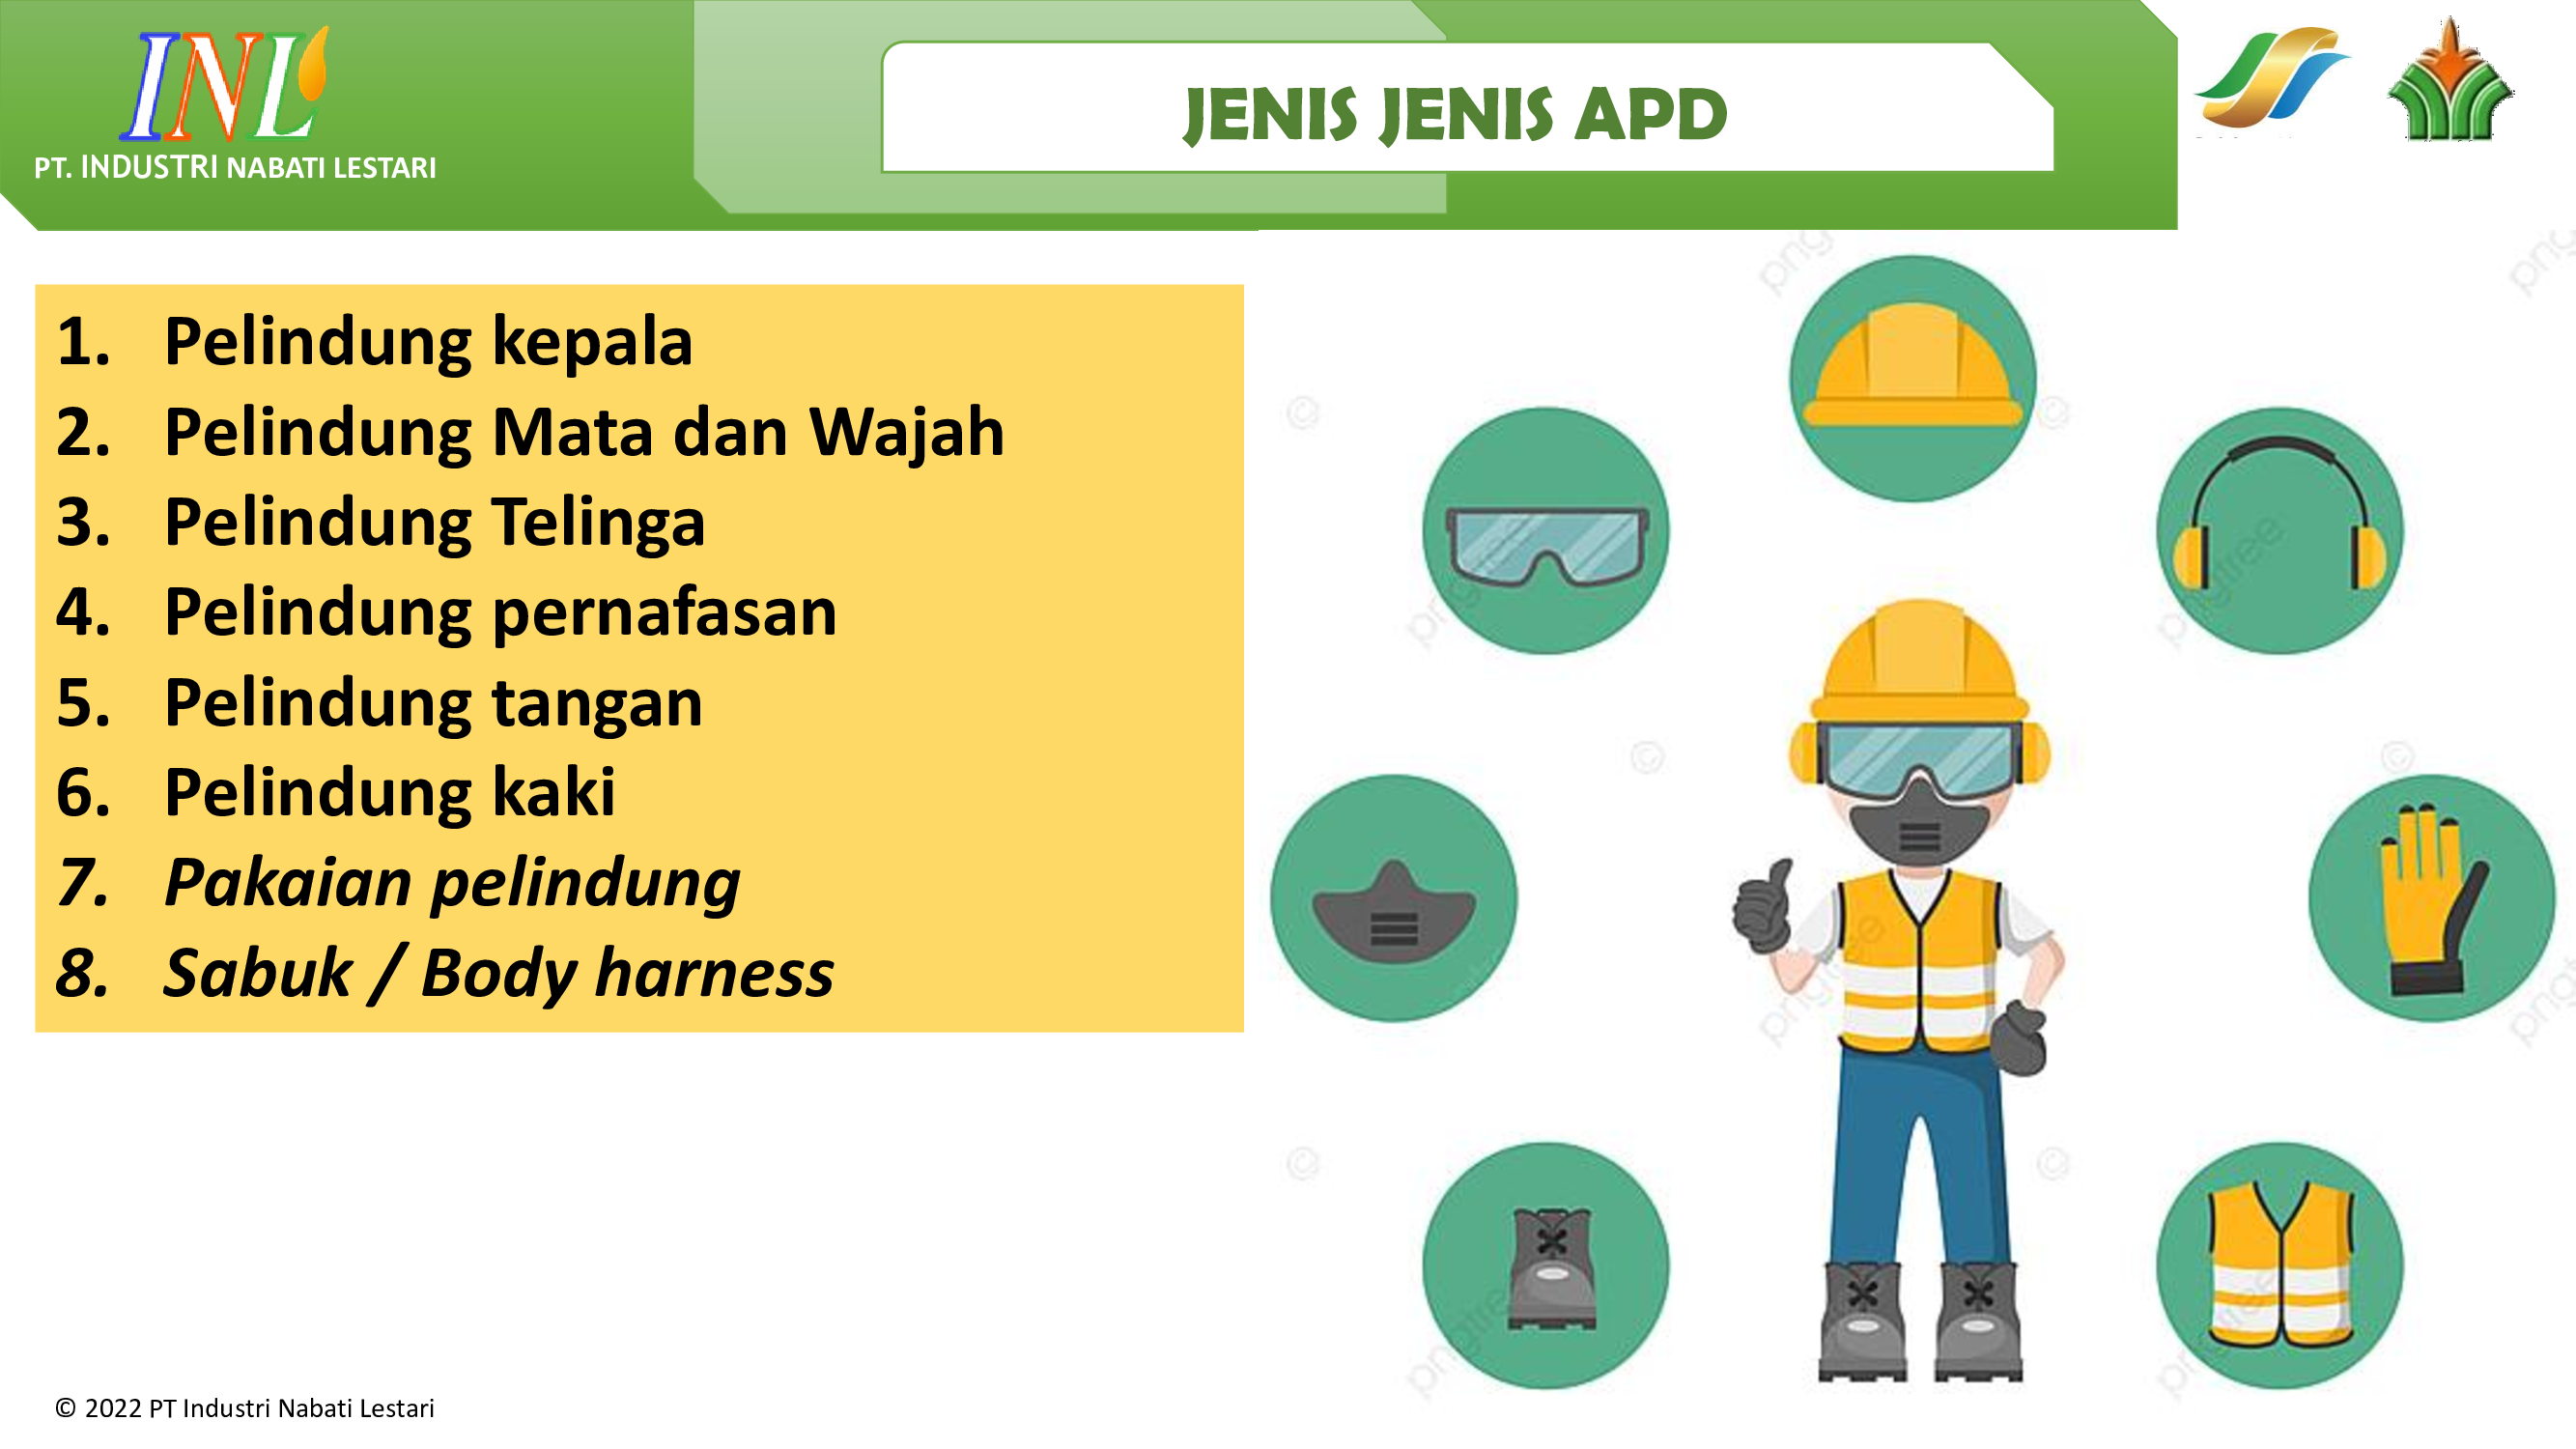 INL
PT. INDUSTRI NABATI LESTARI
JENIS JENIS APD
1. Pelindung kepala
2. Pelindung Mata dan Wajah
3. Pelindung Telinga
4. Pelindung pernafasan
5. Pelindung tangan
6. Pelindung kaki
7. Pakaian pelindung
8. Sabuk / Body harness
© 2022 PT Industri Nabati Lestari
pngtree